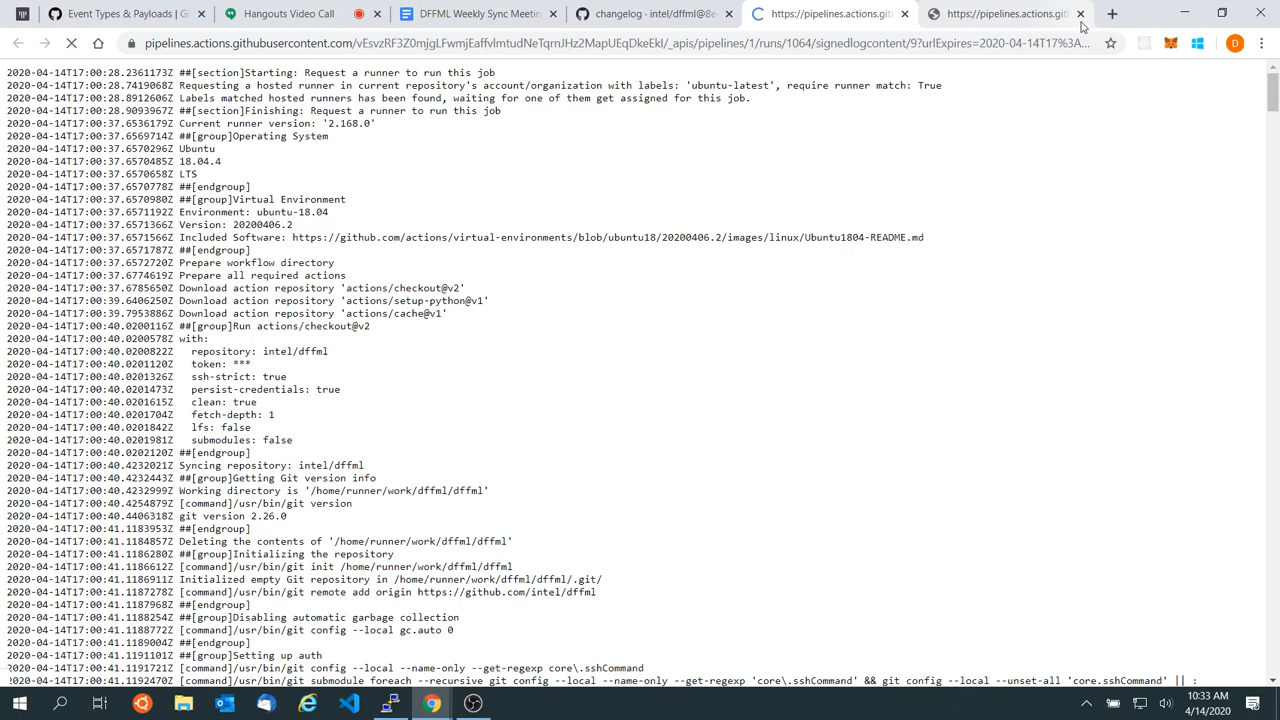 Event Types & Payloads | Gi
Hangouts Video Call
DFFML Weekly Sync Meetin
changelog - intel/dffml@8e
https://pipelines.actions.gith
https://pipelines.actions.gith
2020-04-14T17:00:28.2361173Z ##[section]Starting: Request a runner to run this job
2020-04-14T17:00:28.7419068Z Requesting a hosted runner in current repository's account/organization with labels: 'ubuntu-latest', require runner match: True
2020-04-14T17:00:28.8912606Z Labels matched hosted runners has been found, waiting for one of them get assigned for this job.
2020-04-14T17:00:28.9093967Z ##[section]Finishing: Request a runner to run this job
2020-04-14T17:00:37.6536179Z Current runner version: '2.168.0'
2020-04-14T17:00:37.6569714Z ##[group]Operating System
2020-04-14T17:00:37.6570296Z Ubuntu
2020-04-14T17:00:37.6570485Z 18.04.4
2020-04-14T17:00:37.6570658Z LTS
2020-04-14T17:00:37.6570778Z ##[endgroup]
2020-04-14T17:00:37.6570980Z ##[group]Virtual Environment
2020-04-14T17:00:37.6571192Z Environment: ubuntu-18.04
2020-04-14T17:00:37.6571366Z Version: 20200406.2
2020-04-14T17:00:37.6571566Z Included Software: https://github.com/actions/virtual-environments/blob/ubuntu18/20200406.2/images/linux/Ubuntu1804-README.md
2020-04-14T17:00:37.6571787Z ##[endgroup]
2020-04-14T17:00:37.6572720Z Prepare workflow directory
2020-04-14T17:00:37.6774619Z Prepare all required actions
2020-04-14T17:00:37.6785650Z Download action repository 'actions/checkout@v2'
2020-04-14T17:00:39.6406250Z Download action repository 'actions/setup-python@v1'
2020-04-14T17:00:39.7953886Z Download action repository 'actions/cache@v1'
2020-04-14T17:00:40.0200116Z ##[group]Run actions/checkout@v2
2020-04-14T17:00:40.0200578Z with:
2020-04-14T17:00:40.0200822Z   repository: intel/dffml
2020-04-14T17:00:40.0201120Z   token: ***
2020-04-14T17:00:40.0201326Z   ssh-strict: true
2020-04-14T17:00:40.0201473Z   persist-credentials: true
2020-04-14T17:00:40.0201615Z   clean: true
2020-04-14T17:00:40.0201704Z   fetch-depth: 1
2020-04-14T17:00:40.0201842Z   lfs: false
2020-04-14T17:00:40.0201981Z   submodules: false
2020-04-14T17:00:40.0202120Z ##[endgroup]
2020-04-14T17:00:40.4232021Z Syncing repository: intel/dffml
2020-04-14T17:00:40.4232443Z ##[group]Getting Git version info
2020-04-14T17:00:40.4232999Z Working directory is '/home/runner/work/dffml/dffml'
2020-04-14T17:00:40.4254879Z [command]/usr/bin/git version
2020-04-14T17:00:40.4406318Z git version 2.26.0
2020-04-14T17:00:41.1183953Z ##[endgroup]
2020-04-14T17:00:41.1184857Z Deleting the contents of '/home/runner/work/dffml/dffml'
2020-04-14T17:00:41.1186280Z ##[group]Initializing the repository
2020-04-14T17:00:41.1186612Z [command]/usr/bin/git init /home/runner/work/dffml/dffml
2020-04-14T17:00:41.1186911Z Initialized empty Git repository in /home/runner/work/dffml/dffml/.git/
2020-04-14T17:00:41.1187278Z [command]/usr/bin/git remote add origin https://github.com/intel/dffml
2020-04-14T17:00:41.1187968Z ##[endgroup]
2020-04-14T17:00:41.1188254Z ##[group]Disabling automatic garbage collection
2020-04-14T17:00:41.1188772Z [command]/usr/bin/git config --local gc.auto 0
2020-04-14T17:00:41.1189004Z ##[endgroup]
2020-04-14T17:00:41.1191101Z ##[group]Setting up auth
2020-04-14T17:00:41.1191721Z [command]/usr/bin/git config --local --name-only --get-regexp core\.sshCommand
2020-04-14T17:00:41.1192470Z [command]/usr/bin/git submodule foreach --recursive git config --local --name-only --get-regexp 'core\.sshCommand' && git config --local --unset-all 'core.sshCommand' || :
10:33 AM
4/14/2020